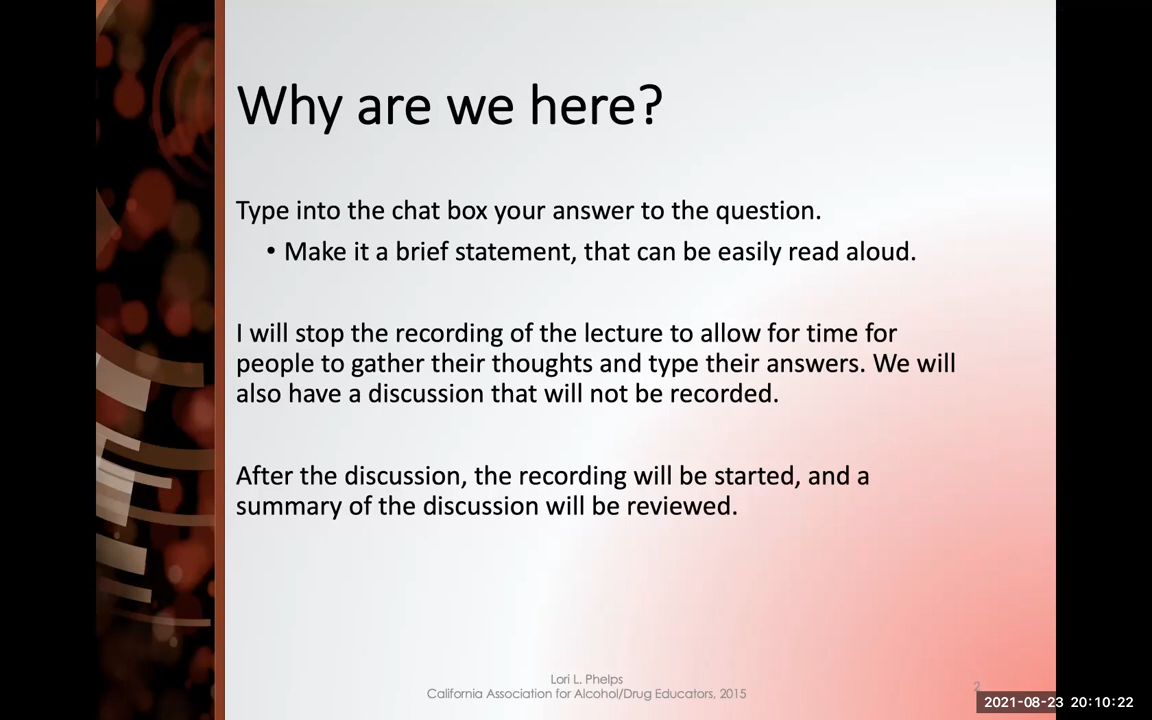 Why are we here?
Type into the chat box your answer to the question.
• Make it a brief statement, that can be easily read aloud.
I will stop the recording of the lecture to allow for time for
people to gather their thoughts and type their answers. We will
also have a discussion that will not be recorded.
After the discussion, the recording will be started, and a
summary of the discussion will be reviewed.
Lori L. Phelps
California Association for Alcohol/Drug Educators, 2015
2
2021-08-23 20:10:22